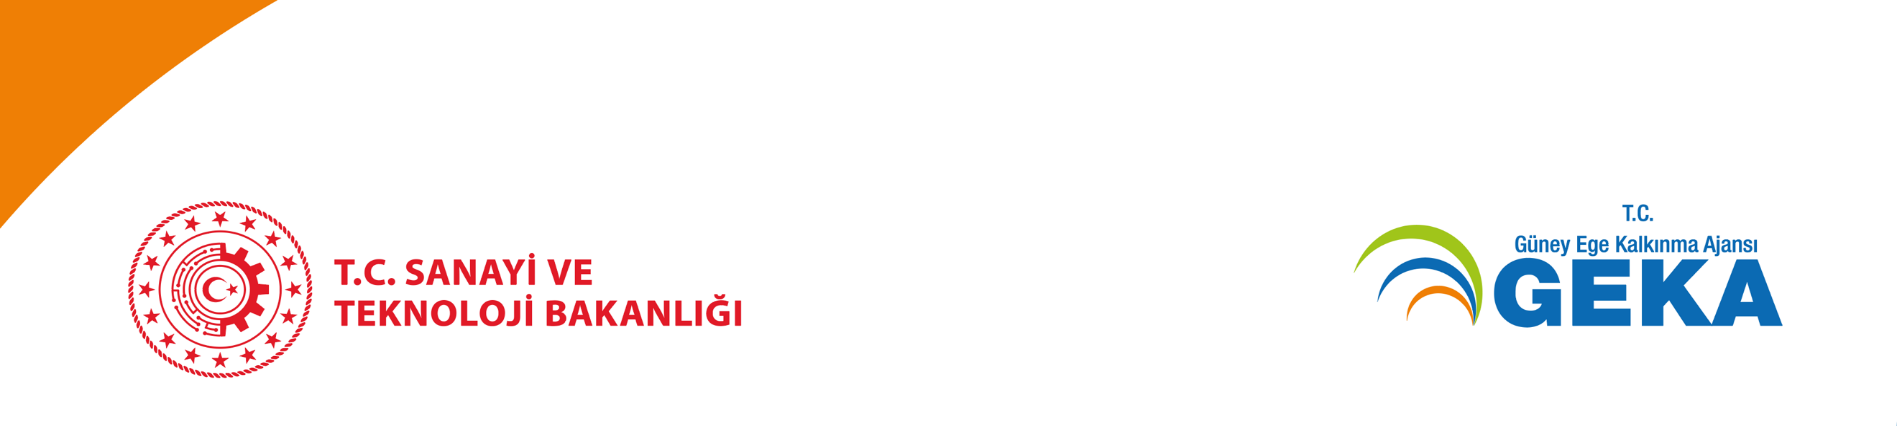 T.C. SANAYİ VE
TEKNOLOJİ BAKANLIĞI
T.C.
Güney Ege Kalkınma Ajansı
GEKA